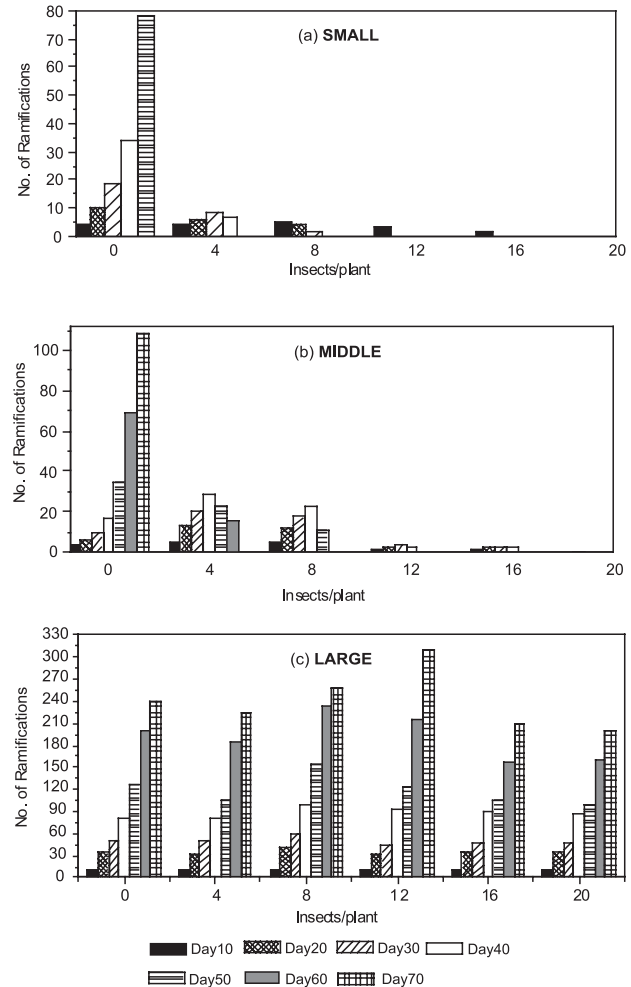 (a) SMALL
No. of Ramifications
80
70
60
50
40
30
20
10
0
0 4 8 12 16 20
Insects/plant
(b) MIDDLE
No. of Ramifications
100
80
60
40
20
0
0 4 8 12 16 20
Insects/plant
(c) LARGE
No. of Ramifications
330
300
270
240
210
180
150
120
90
60
30
0
0 4 8 12 16 20
Insects/plant
Day10 Day20 Day30 Day40
Day50 Day60 Day70